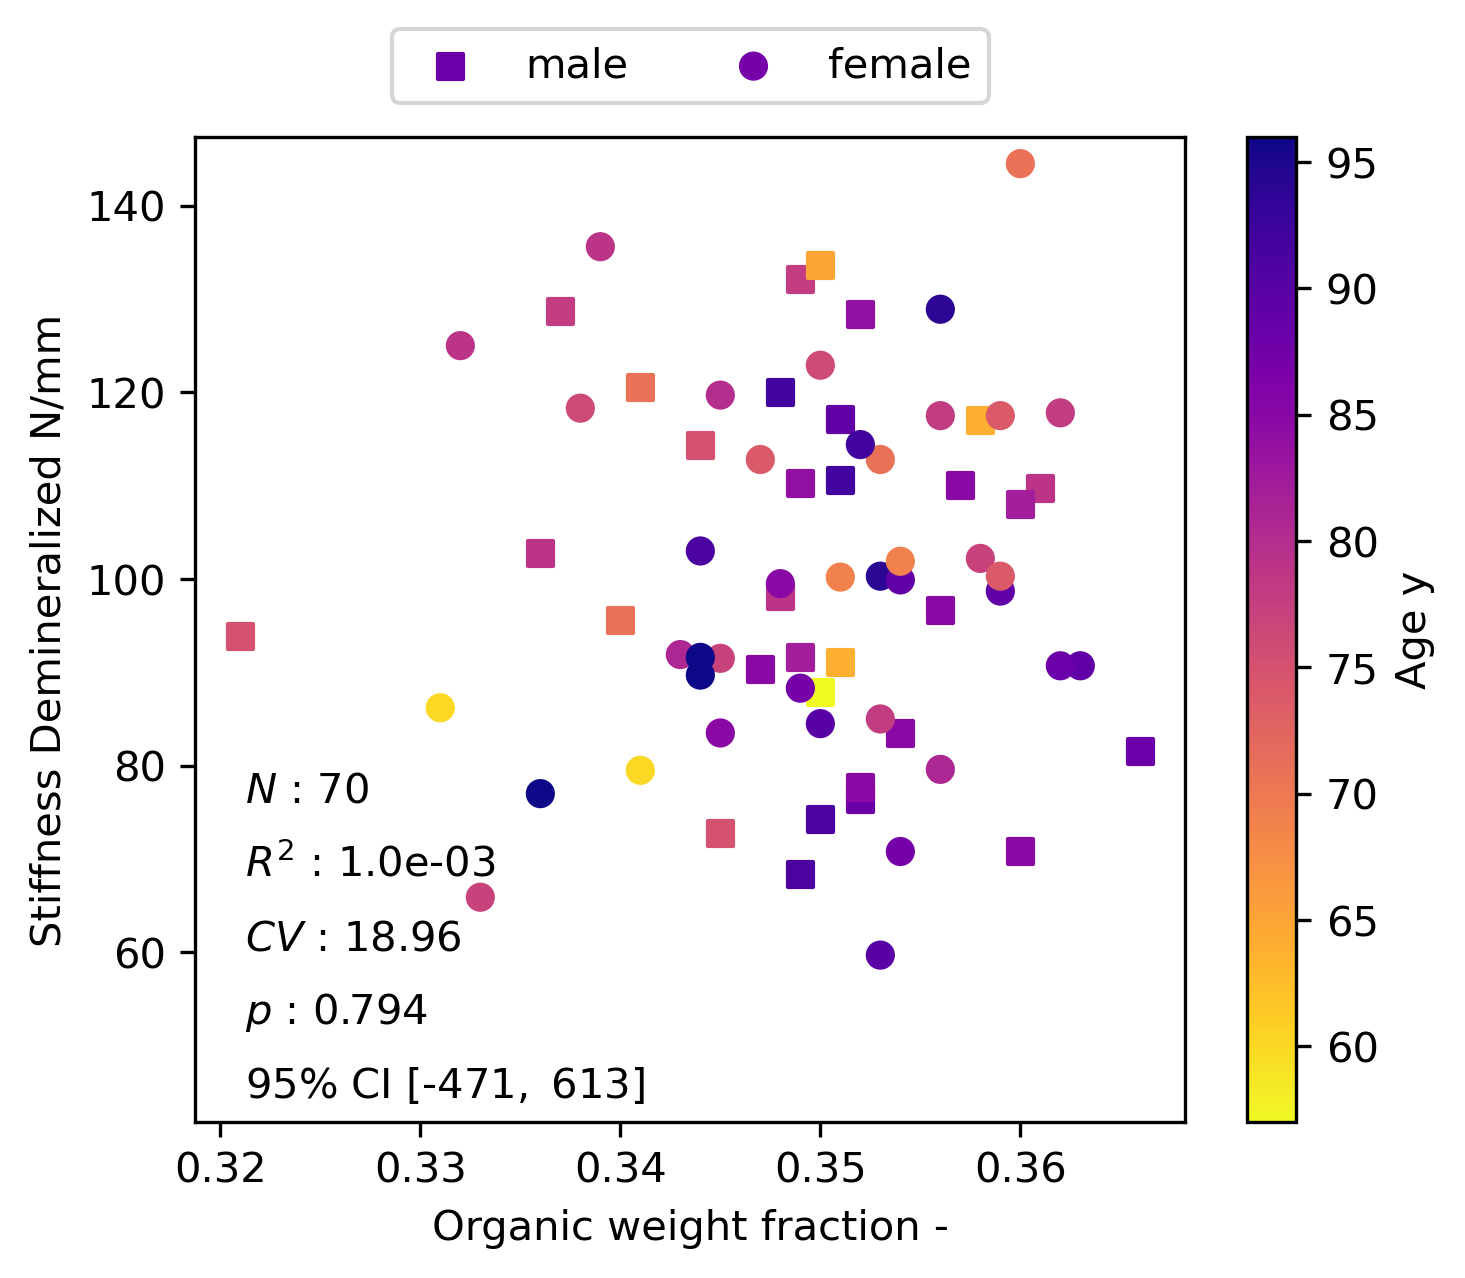 male female
140
120
100
80
60
Stiffness Demineralized N/mm
N : 70
R² : 1.0e-03
CV : 18.96
p : 0.794
95% CI [-471, 613]
0.32 0.33 0.34 0.35 0.36
Organic weight fraction -
95
90
85
80
75
70
65
60
Age y